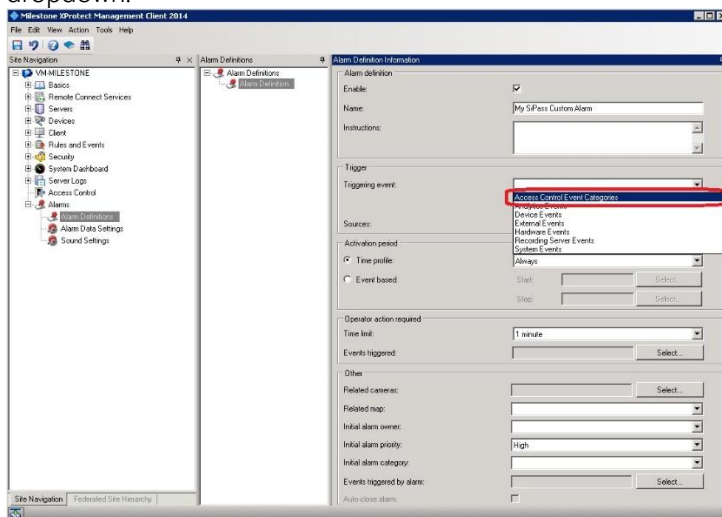 dropdown.
Milestone XProtect Management Client 2014
File Edit View Action Tools Help
Site Navigation
VM-MILESTONE
Basics
Remote Connect Services
Servers
Devices
Client
Rules and Events
Security
System Dashboard
Server Logs
Access Control
Alarms
Alarm Definitions
Alarm Data Settings
Sound Settings
Site Navigation Federated Site Hierarchy
Alarm Definitions
Alarm Definitions
Alarm Definition
Alarm Definition Information
Alarm definition
Enable:
Name: My SiPass Custom Alarm
Instructions:
Trigger
Triggering event:
Access Control Event Categories
Analytics Events
Device Events
External Events
Hardware Events
Recording Server Events
System Events
Sources:
Activation period
Time profile: Always
Event based: Start: Select...
Stop: Select...
Operator action required
Time limit: 1 minute
Events triggered: Select...
Other
Related cameras: Select...
Related map:
Initial alarm owner:
Initial alarm priority: High
Initial alarm category:
Events triggered by alarm: Select...
Auto-close alarm: